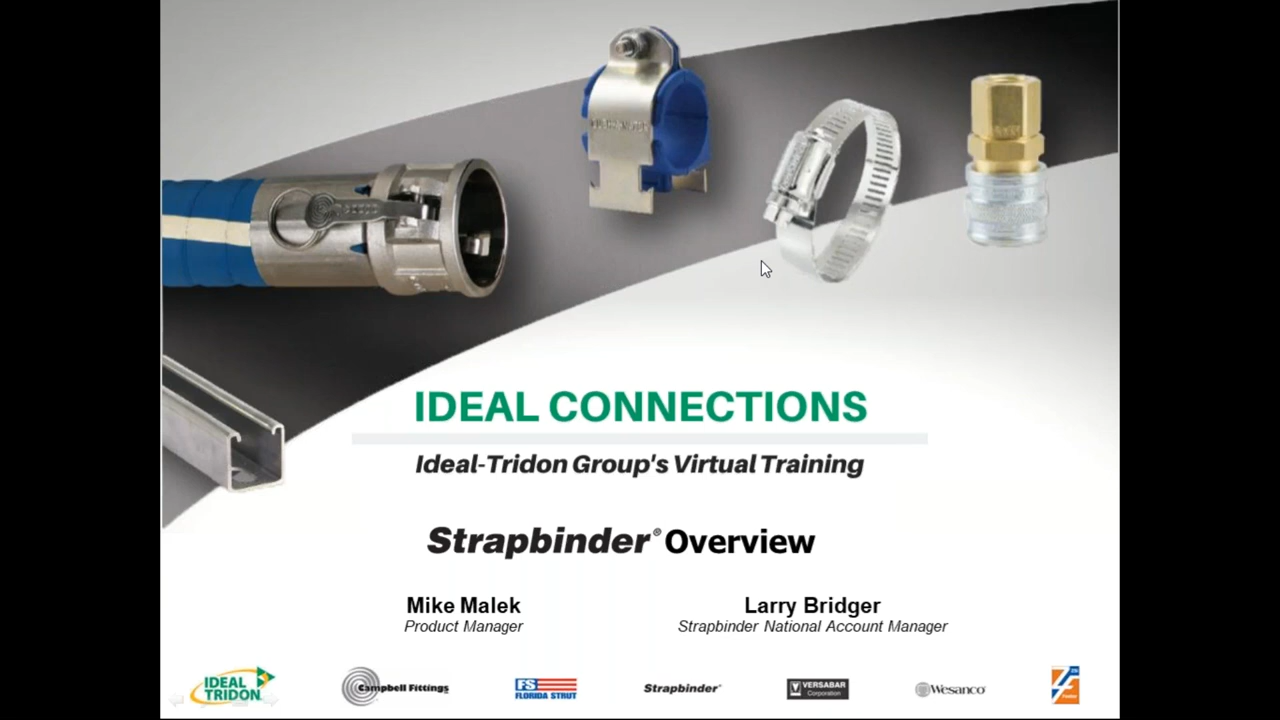 IDEAL CONNECTIONS
Ideal-Tridon Group's Virtual Training
Strapbinder® Overview
Mike Malek
Larry Bridger
Product Manager
Strapbinder National Account Manager
IDEAL TRIDON
Campbell Fittings
FS FLORIDA STRUT
Strapbinder®
VERSABAR Corporation
Wesanco